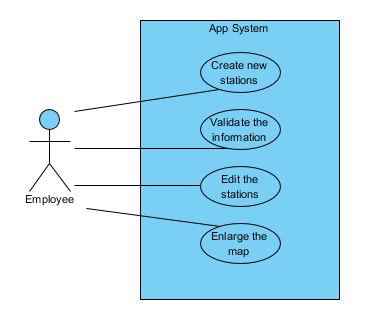 App System
Create new
stations
Validate the
information
Edit the
stations
Employee
Enlarge the
map